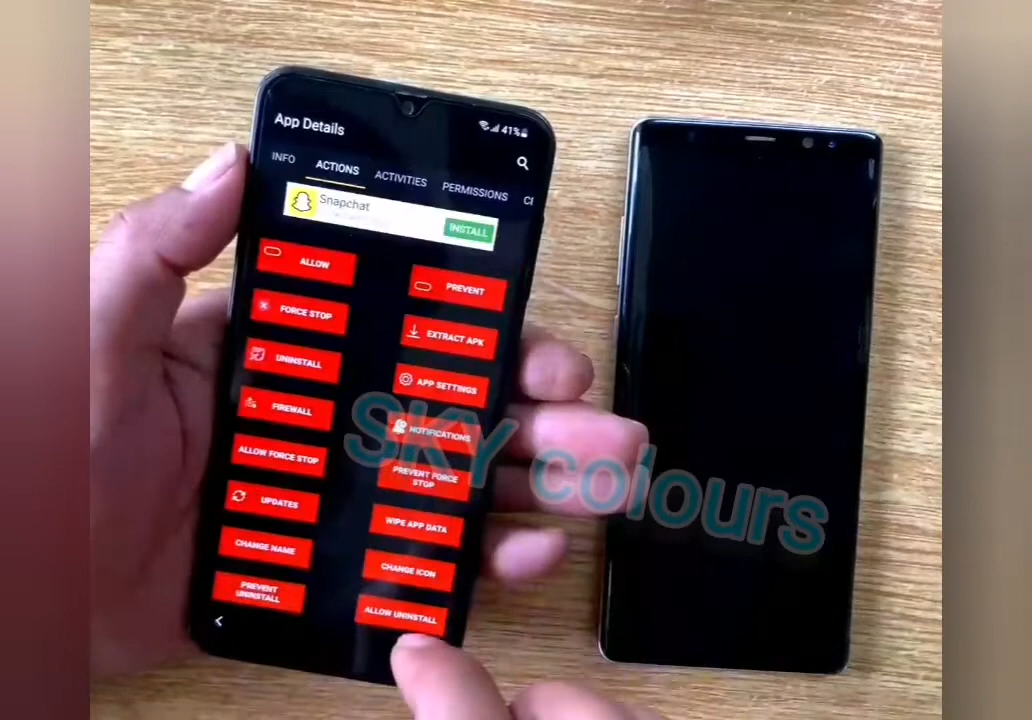 App Details
41%
INFO ACTIONS ACTIVITIES PERMISSIONS
Snapchat
INSTALL
ALLOW
PREVENT
FORCE STOP
EXTRACT APK
UNINSTALL
APP SETTINGS
FIREWALL
NOTIFICATIONS
ALLOW FORCE STOP
PREVENT FORCE
STOP
UPDATES
WIPE APP DATA
CHANGE NAME
CHANGE ICON
PREVENT
UNINSTALL
ALLOW UNINSTALL
SKY colours